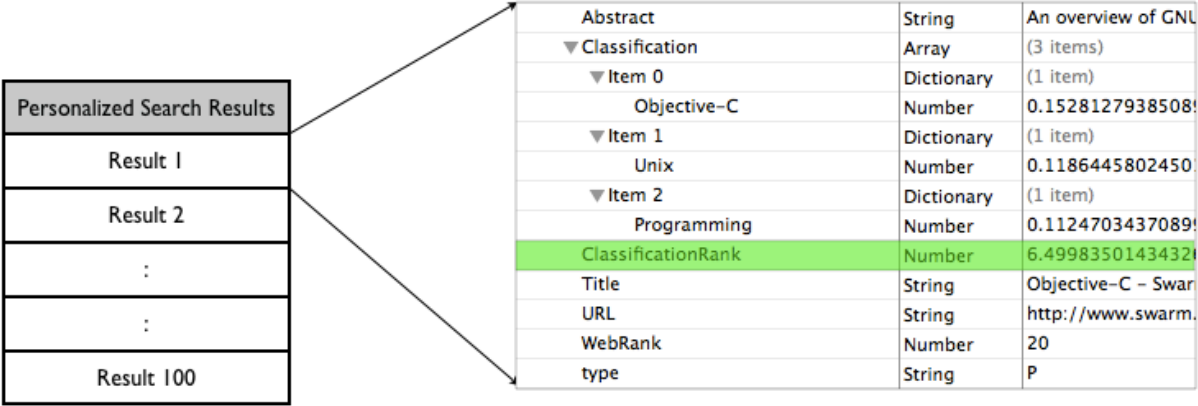 Personalized Search Results
Result 1
Result 2
:
:
Result 100
Abstract String An overview of GNU
Classification Array (3 items)
Item 0 Dictionary (1 item)
Objective-C Number 0.15281279385089
Item 1 Dictionary (1 item)
Unix Number 0.11864458024501
Item 2 Dictionary (1 item)
Programming Number 0.11247034370899
ClassificationRank Number 6.4998350143432
Title String Objective-C - Swar
URL String http://www.swarm.
WebRank Number 20
type String P